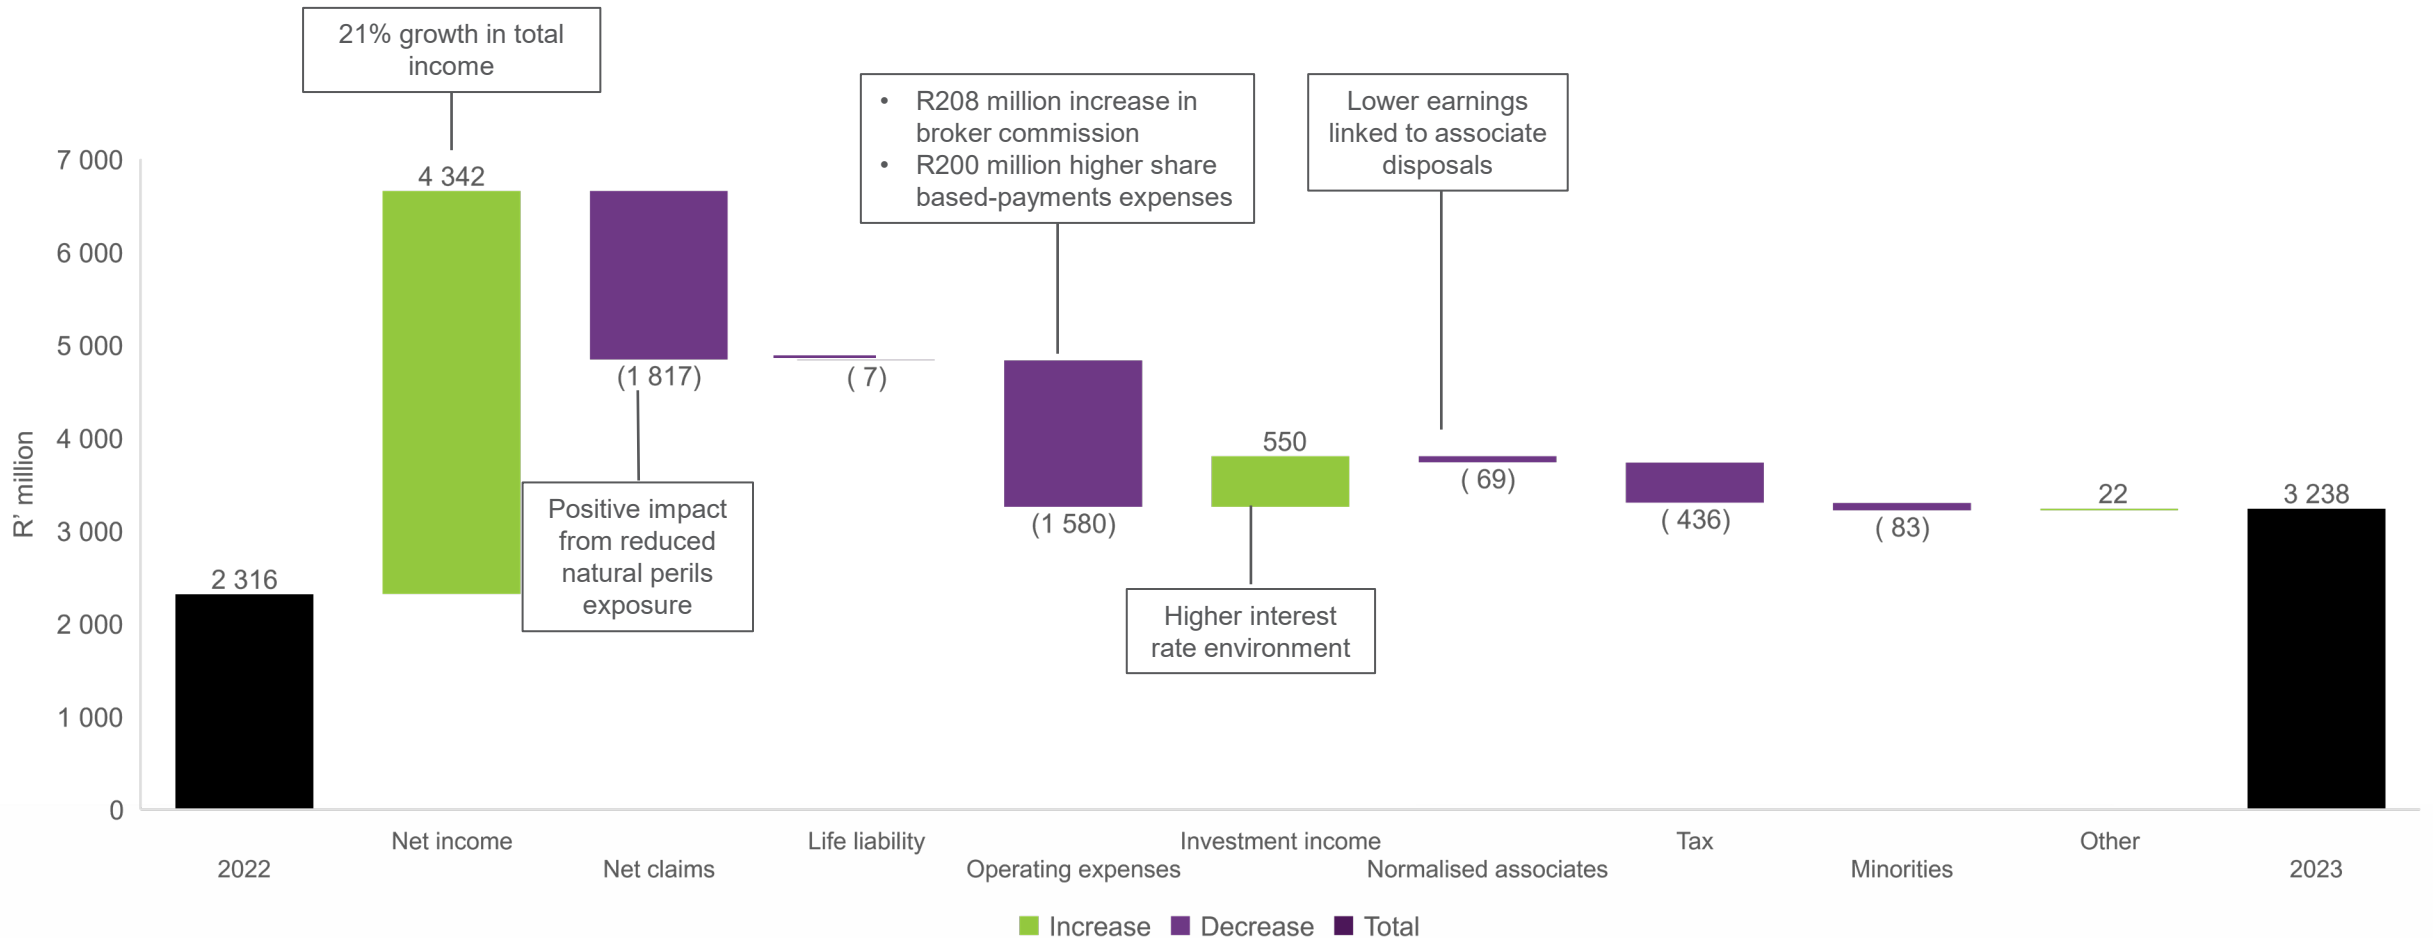 21% growth in total
income
• R208 million increase in
broker commission
• R200 million higher share
based-payments expenses
Lower earnings
linked to associate
disposals
7 000
6 000
5 000
4 000
3 000
2 000
1 000
0
R’ million
2 316
4 342
(1 817)
( 7)
(1 580)
550
( 69)
( 436)
( 83)
22
3 238
Positive impact
from reduced
natural perils
exposure
Higher interest
rate environment
2022
Net income
Net claims
Life liability
Operating expenses
Investment income
Normalised associates
Tax
Minorities
Other
2023
Increase
Decrease
Total